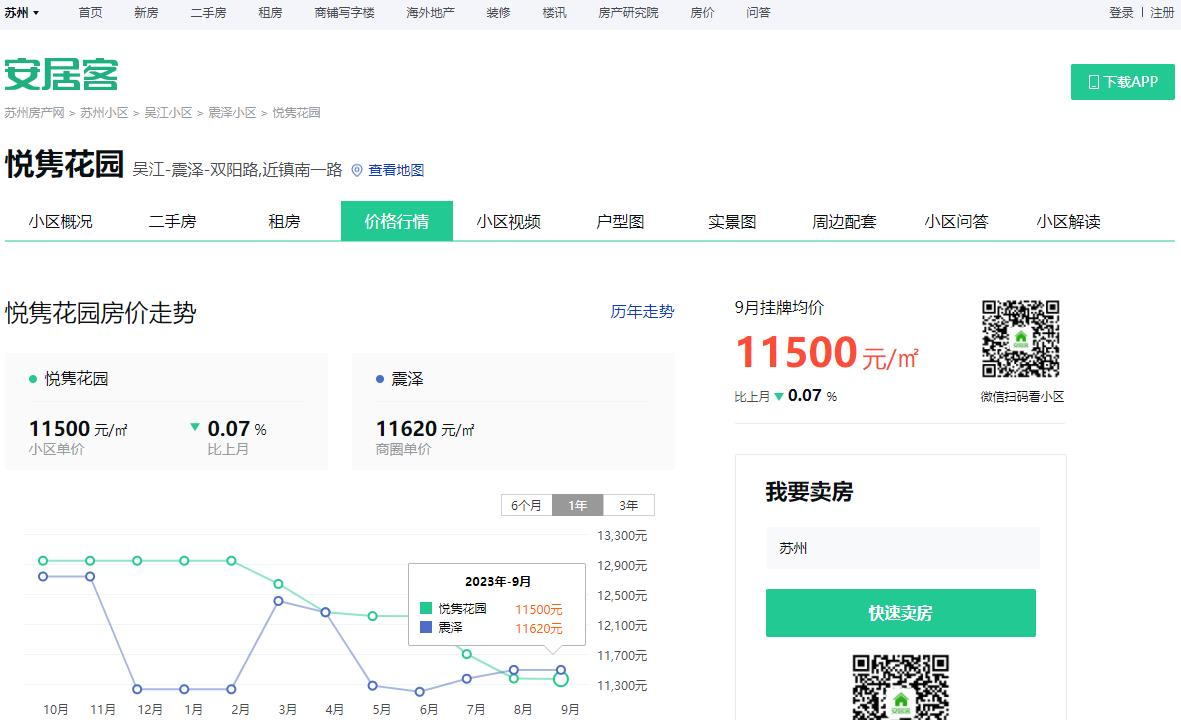 苏州 首页 新房 二手房 租房 商铺写字楼 海外地产 装修 楼讯 房产研究院 房价 问答 登录 | 注册
安居客
下载APP
苏州房产网 > 苏州小区 > 吴江小区 > 震泽小区 > 悦隽花园
悦隽花园 吴江-震泽-双阳路,近镇南一路 查看地图
小区概况 二手房 租房 价格行情 小区视频 户型图 实景图 周边配套 小区问答 小区解读
悦隽花园房价走势 历年走势
悦隽花园 震泽
11500 元/㎡ 0.07 % 11620 元/㎡
小区单价 比上月 商圈单价
6个月 1年 3年
13,300元
12,900元
12,500元
12,100元
11,700元
11,300元
2023年-9月
悦隽花园 11500元
震泽 11620元
10月 11月 12月 1月 2月 3月 4月 5月 6月 7月 8月 9月
9月挂牌均价
11500 元/㎡
比上月 0.07 %
微信扫码看小区
我要卖房
苏州
快速卖房